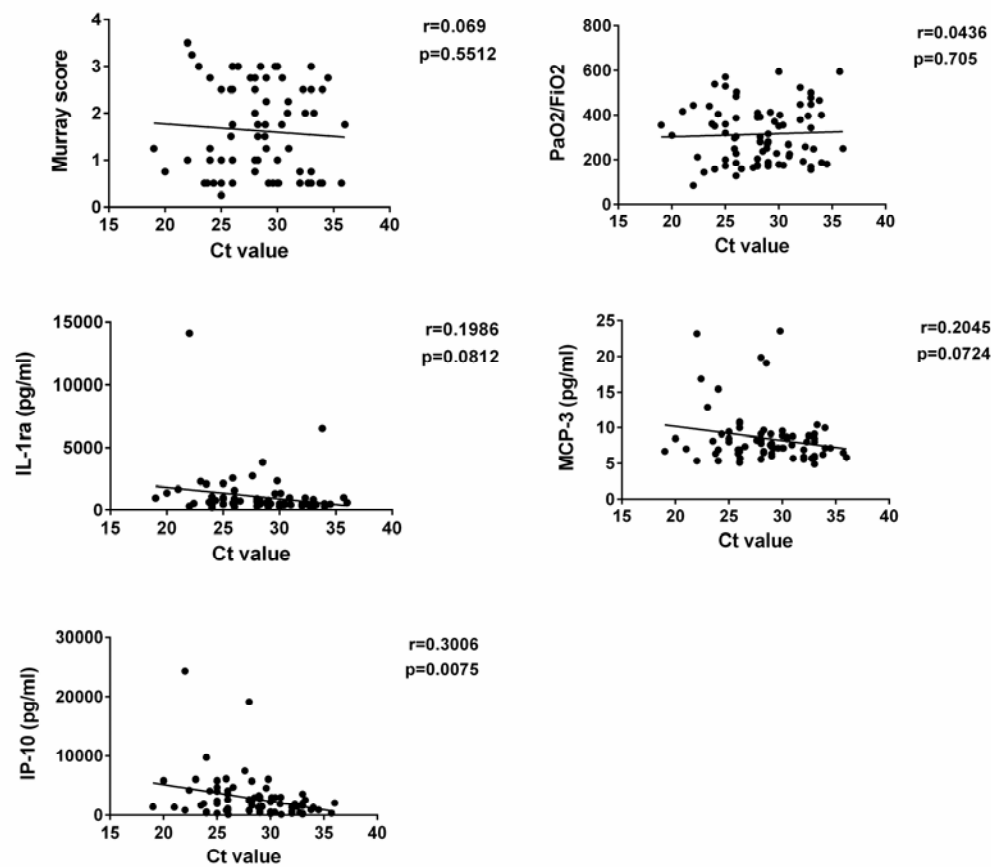 Murray score
4
3
2
1
0
15 20 25 30 35 40
Ct value
r=0.069
p=0.5512
PaO2/FiO2
800
600
400
200
0
15 20 25 30 35 40
Ct value
r=0.0436
p=0.705
IL-1ra (pg/ml)
15000
10000
5000
0
15 20 25 30 35 40
Ct value
r=0.1986
p=0.0812
MCP-3 (pg/ml)
25
20
15
10
5
0
15 20 25 30 35 40
Ct value
r=0.2045
p=0.0724
IP-10 (pg/ml)
30000
20000
10000
0
15 20 25 30 35 40
Ct value
r=0.3006
p=0.0075